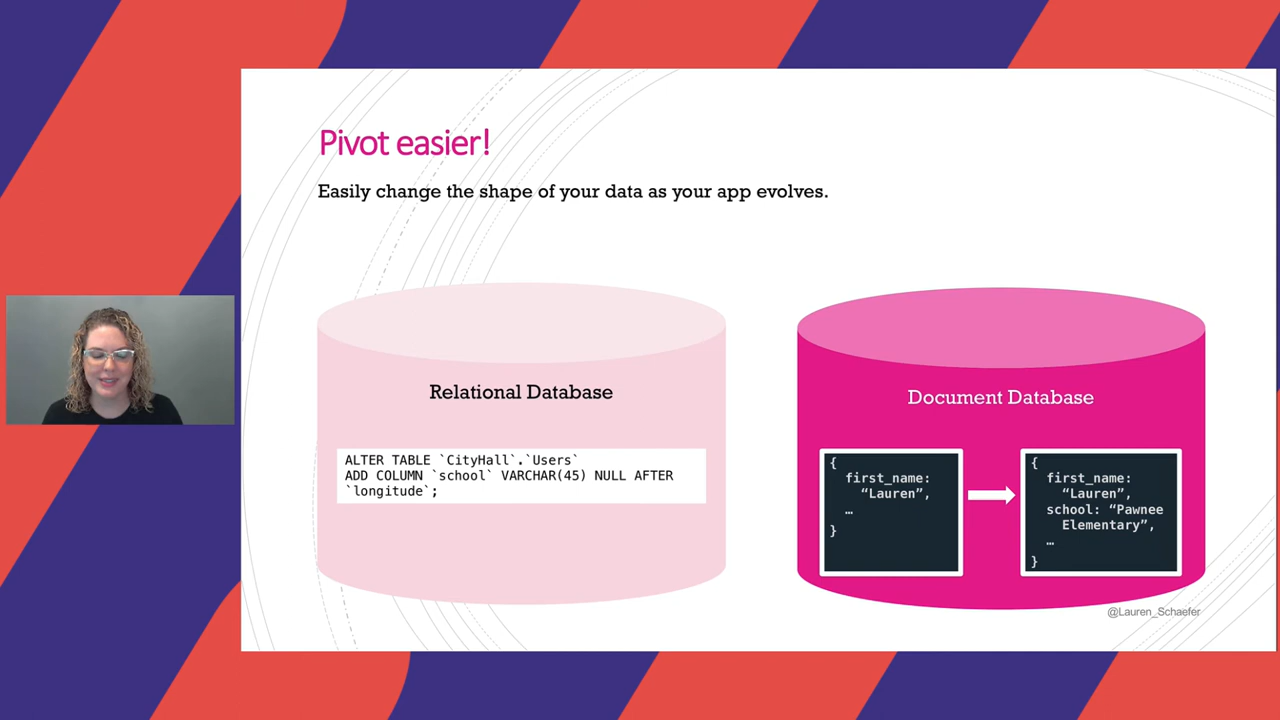 Pivot easier!
Easily change the shape of your data as your app evolves.
Relational Database
ALTER TABLE `CityHall`.`Users`
ADD COLUMN `school` VARCHAR(45) NULL AFTER
`longitude`;
Document Database
{
first_name:
“Lauren”,
…
}
{
first_name:
“Lauren”,
school: “Pawnee
Elementary”,
…
}
@Lauren_Schaefer